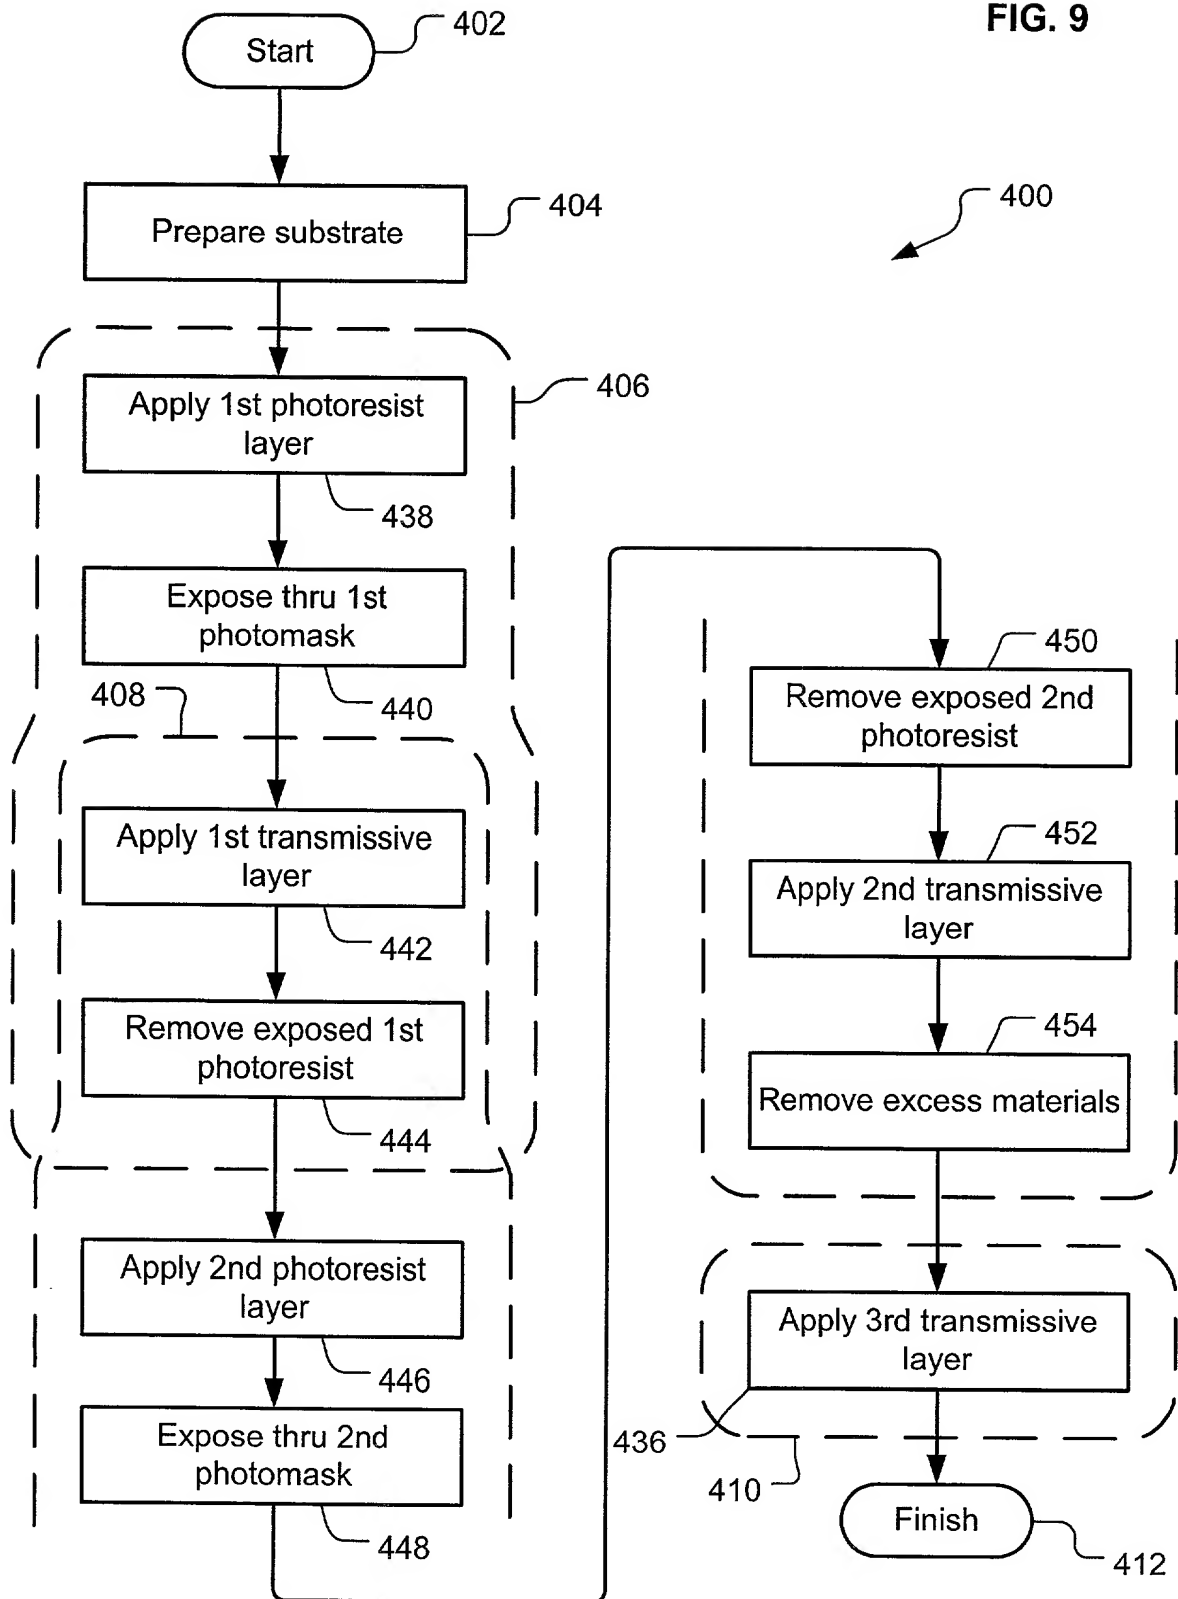 FIG. 9
Start
402
Prepare substrate
404
400
406
Apply 1st photoresist
layer
438
Expose thru 1st
photomask
440
408
Apply 1st transmissive
layer
442
Remove exposed 1st
photoresist
444
Apply 2nd photoresist
layer
446
Expose thru 2nd
photomask
448
450
Remove exposed 2nd
photoresist
452
Apply 2nd transmissive
layer
454
Remove excess materials
Apply 3rd transmissive
layer
436
410
Finish
412